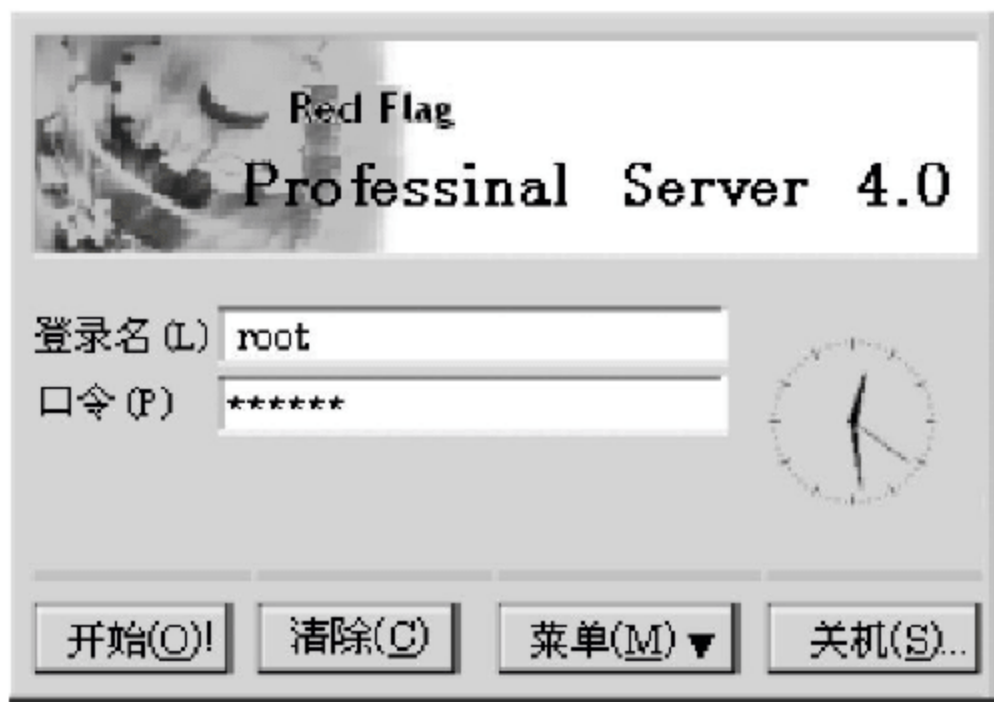 Red Flag
Professinal Server 4.0
登录名(L) root
口令(P) ******
开始(O)! 清除(C) 菜单(M)▼ 关机(S)...